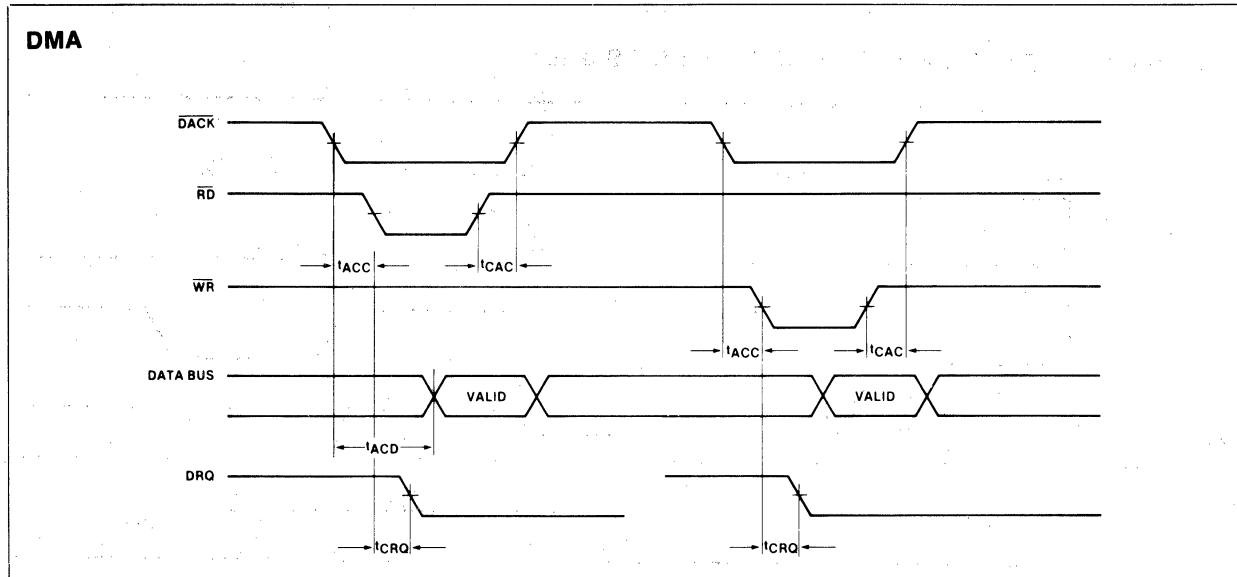 DMA
DACK
RD
tACC
tCAC
WR
tACC
tCAC
DATA BUS
VALID
VALID
tACD
DRQ
tCRQ
tCRQ